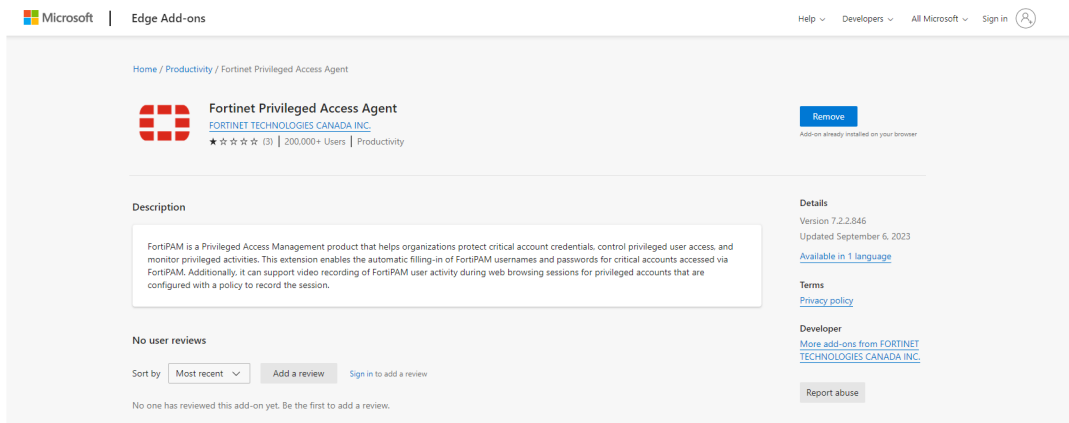 Microsoft | Edge Add-ons
Help Developers All Microsoft Sign in
Home / Productivity / Fortinet Privileged Access Agent
Fortinet Privileged Access Agent
FORTINET TECHNOLOGIES CANADA INC.
★☆☆☆☆ (3) | 200,000+ Users | Productivity
Remove
Add-on already installed on your browser
Description
FortiPAM is a Privileged Access Management product that helps organizations protect critical account credentials, control privileged user access, and
monitor privileged activities. This extension enables the automatic filling-in of FortiPAM usernames and passwords for critical accounts accessed via
FortiPAM. Additionally, it can support video recording of FortiPAM user activity during web browsing sessions for privileged accounts that are
configured with a policy to record the session.
No user reviews
Sort by Most recent Add a review Sign in to add a review
No one has reviewed this add-on yet. Be the first to add a review.
Details
Version 7.2.2.846
Updated September 6, 2023
Available in 1 language
Terms
Privacy policy
Developer
More add-ons from FORTINET
TECHNOLOGIES CANADA INC.
Report abuse